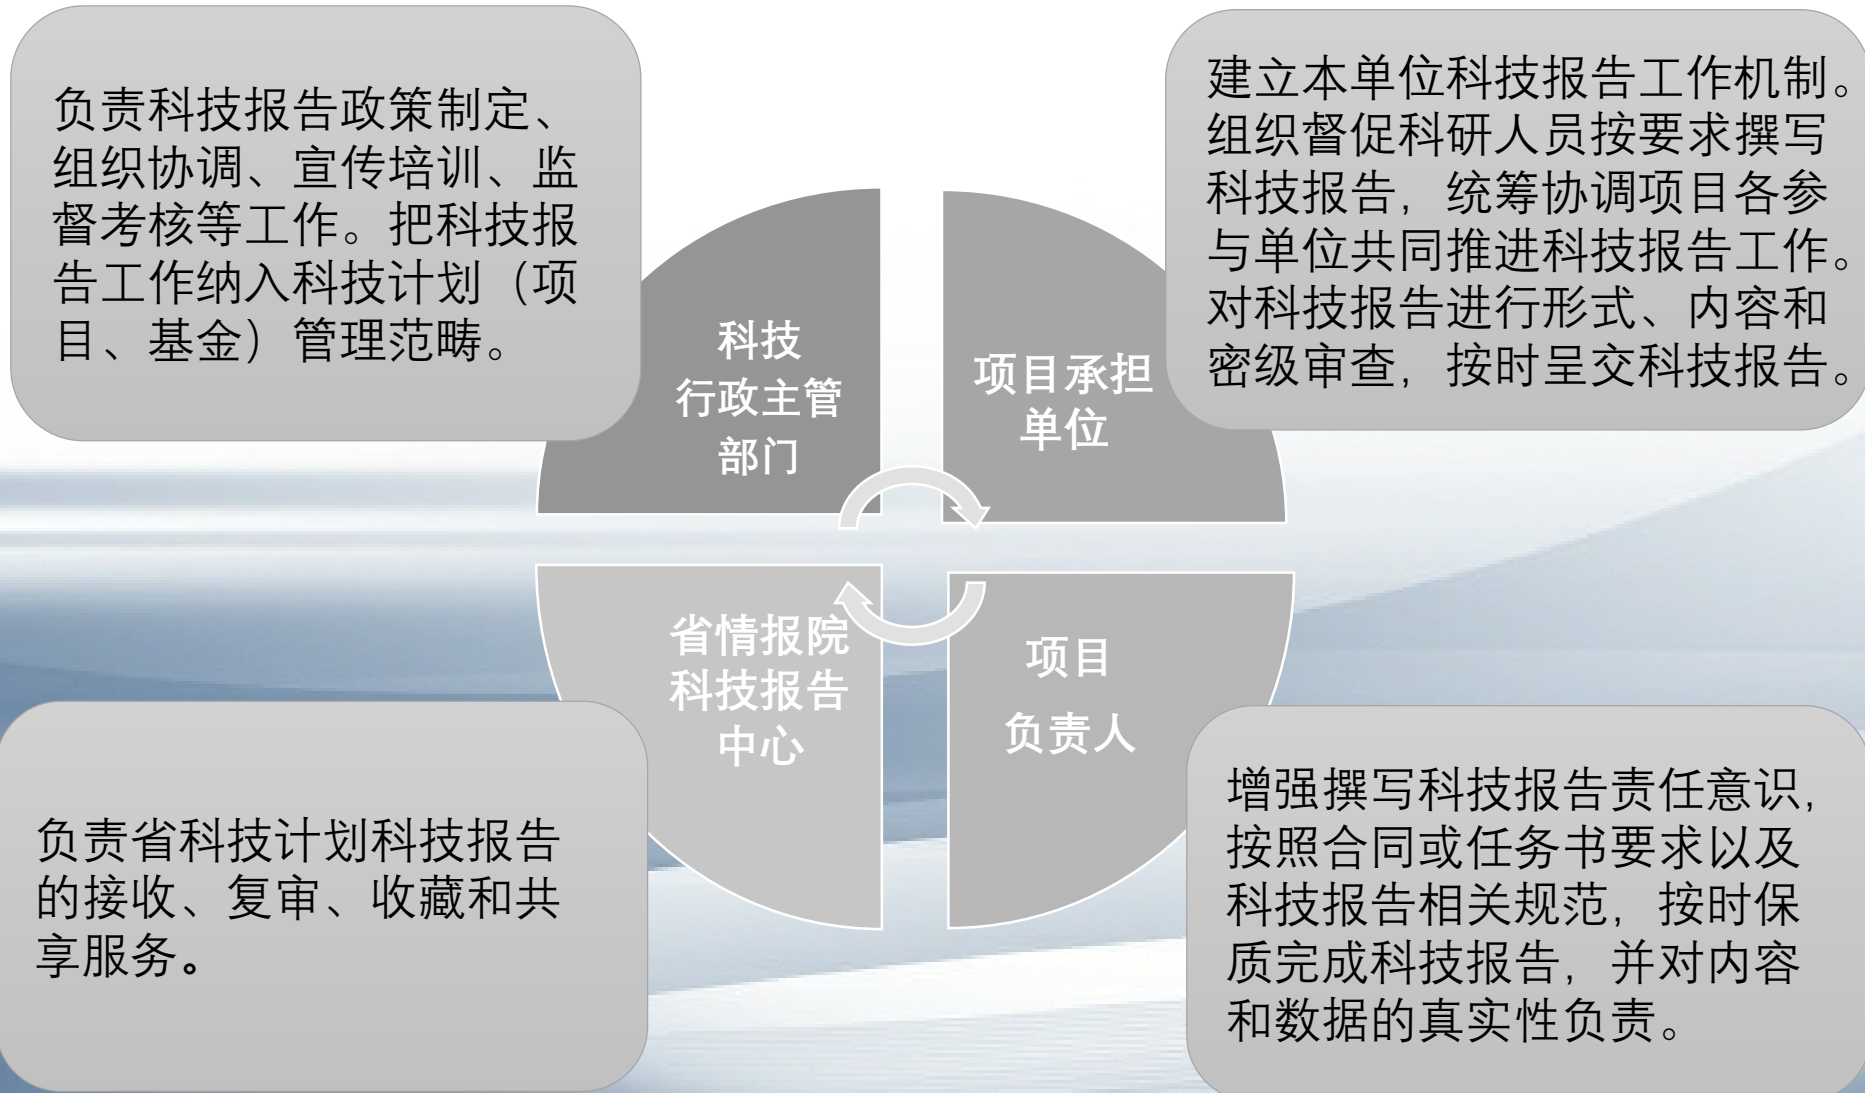 负责科技报告政策制定、
组织协调、宣传培训、监
督考核等工作。把科技报
告工作纳入科技计划（项
目、基金）管理范畴。
建立本单位科技报告工作机制。
组织督促科研人员按要求撰写
科技报告，统筹协调项目各参
与单位共同推进科技报告工作。
对科技报告进行形式、内容和
密级审查，按时呈交科技报告。
科技
行政主管
部门
项目承担
单位
省情报院
科技报告
中心
项目
负责人
负责省科技计划科技报告
的接收、复审、收藏和共
享服务。
增强撰写科技报告责任意识，
按照合同或任务书要求以及
科技报告相关规范，按时保
质完成科技报告，并对内容
和数据的真实性负责。